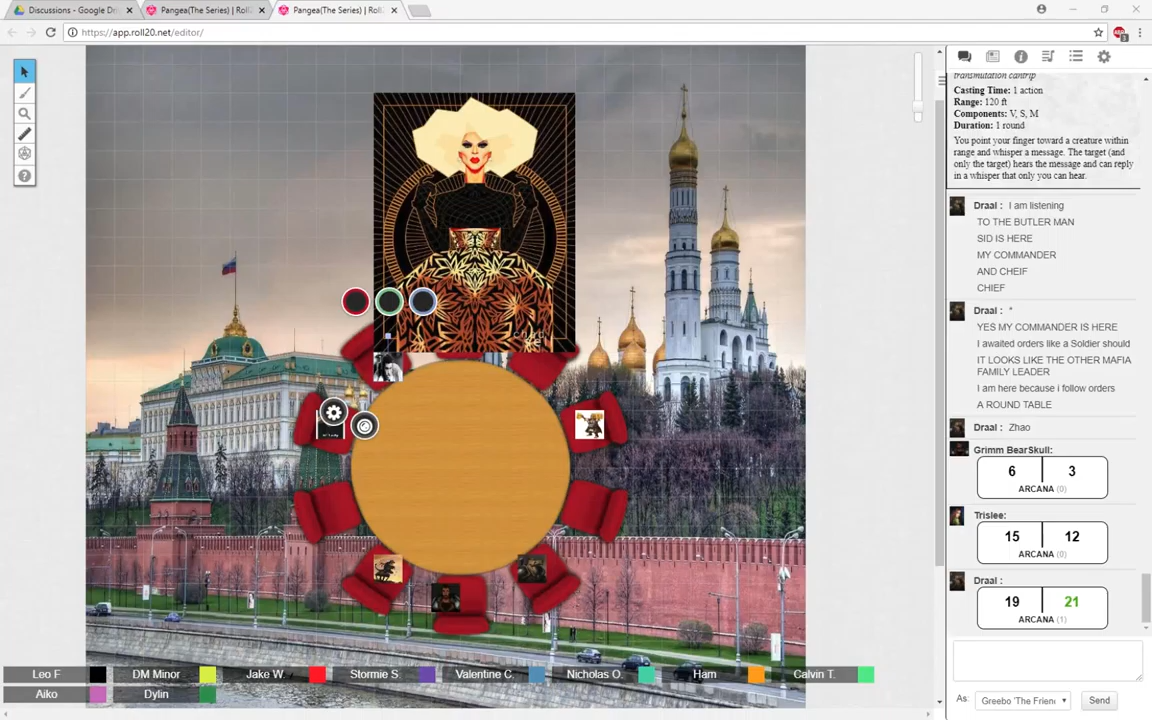 Discussions - Google Dri
Pangea(The Series) | Roll2
Pangea(The Series) | Roll2
https://app.roll20.net/editor/
transmutation cantrip
Casting Time: 1 action
Range: 120 ft
Components: V, S, M
Duration: 1 round
You point your finger toward a creature within
range and whisper a message. The target (and
only the target) hears the message and can reply
in a whisper that only you can hear.
Draal : I am listening
TO THE BUTLER MAN
SID IS HERE
MY COMMANDER
AND CHEIF
CHIEF
Draal : *
YES MY COMMANDER IS HERE
I awaited orders like a Soldier should
IT LOOKS LIKE THE OTHER MAFIA
FAMILY LEADER
I am here because i follow orders
A ROUND TABLE
Draal : Zhao
Grimm BearSkull:
6 3
ARCANA (0)
Trislee:
15 12
ARCANA (0)
Draal :
19 21
ARCANA (1)
As: Greebo 'The Frien
Send
Leo F
DM Minor
Jake W.
Stormie S
Valentine C
Nicholas O.
Ham
Calvin T.
Aiko
Dylin